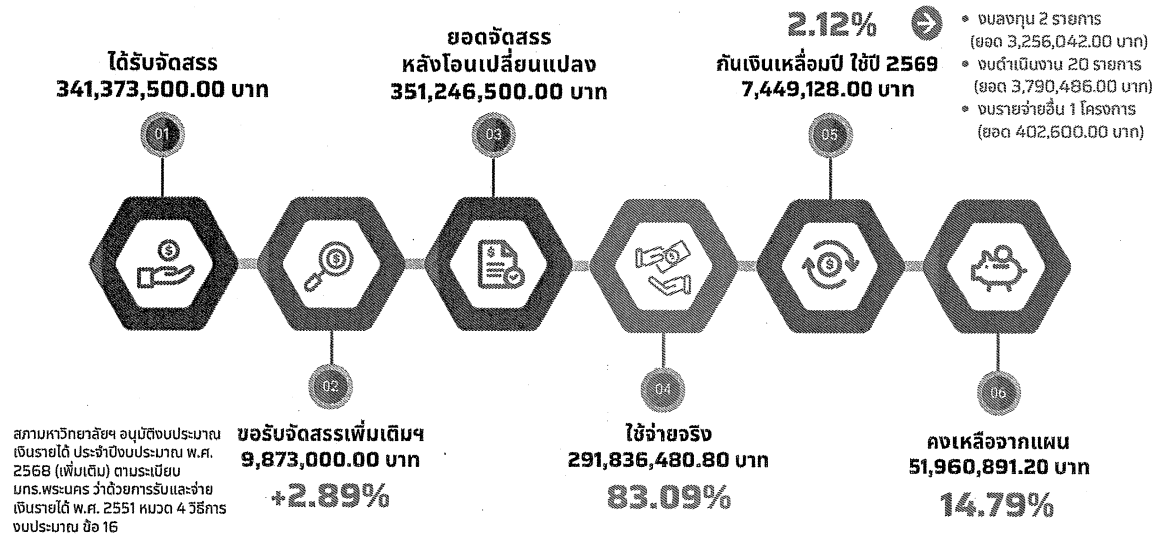 ได้รับจัดสรร
341,373,500.00 บาท
01
02
ขอรับจัดสรรเพิ่มเติมฯ
9,873,000.00 บาท
+2.89%
สภามหาวิทยาลัยฯ อนุมัติงบประมาณ
เงินรายได้ ประจำปีงบประมาณ พ.ศ.
2568 (เพิ่มเติม) ตามระเบียบ
มทร.พระนคร ว่าด้วยการรับและจ่าย
เงินรายได้ พ.ศ. 2551 หมวด 4 วิธีการ
งบประมาณ ข้อ 16
ยอดจัดสรร
หลังโอนเปลี่ยนแปลง
351,246,500.00 บาท
03
04
ใช้จ่ายจริง
291,836,480.80 บาท
83.09%
2.12%
กันเงินเหลื่อมปี ใช้ปี 2569
7,449,128.00 บาท
05
• งบลงทุน 2 รายการ
(ยอด 3,256,042.00 บาท)
• งบดำเนินงาน 20 รายการ
(ยอด 3,790,486.00 บาท)
• งบรายจ่ายอื่น 1 โครงการ
(ยอด 402,600.00 บาท)
06
คงเหลือจากแผน
51,960,891.20 บาท
14.79%